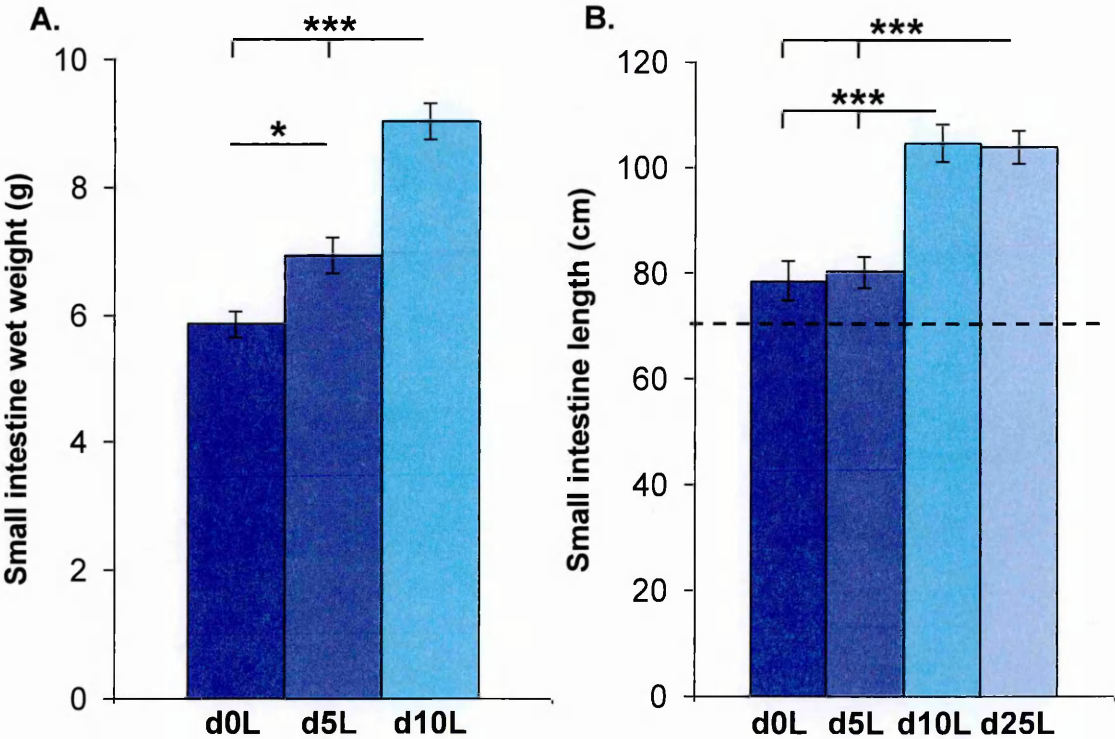 A.
***
*
Small intestine wet weight (g)
10
8
6
4
2
0
d0L d5L d10L
B.
***
***
Small intestine length (cm)
120
100
80
60
40
20
0
d0L d5L d10L d25L